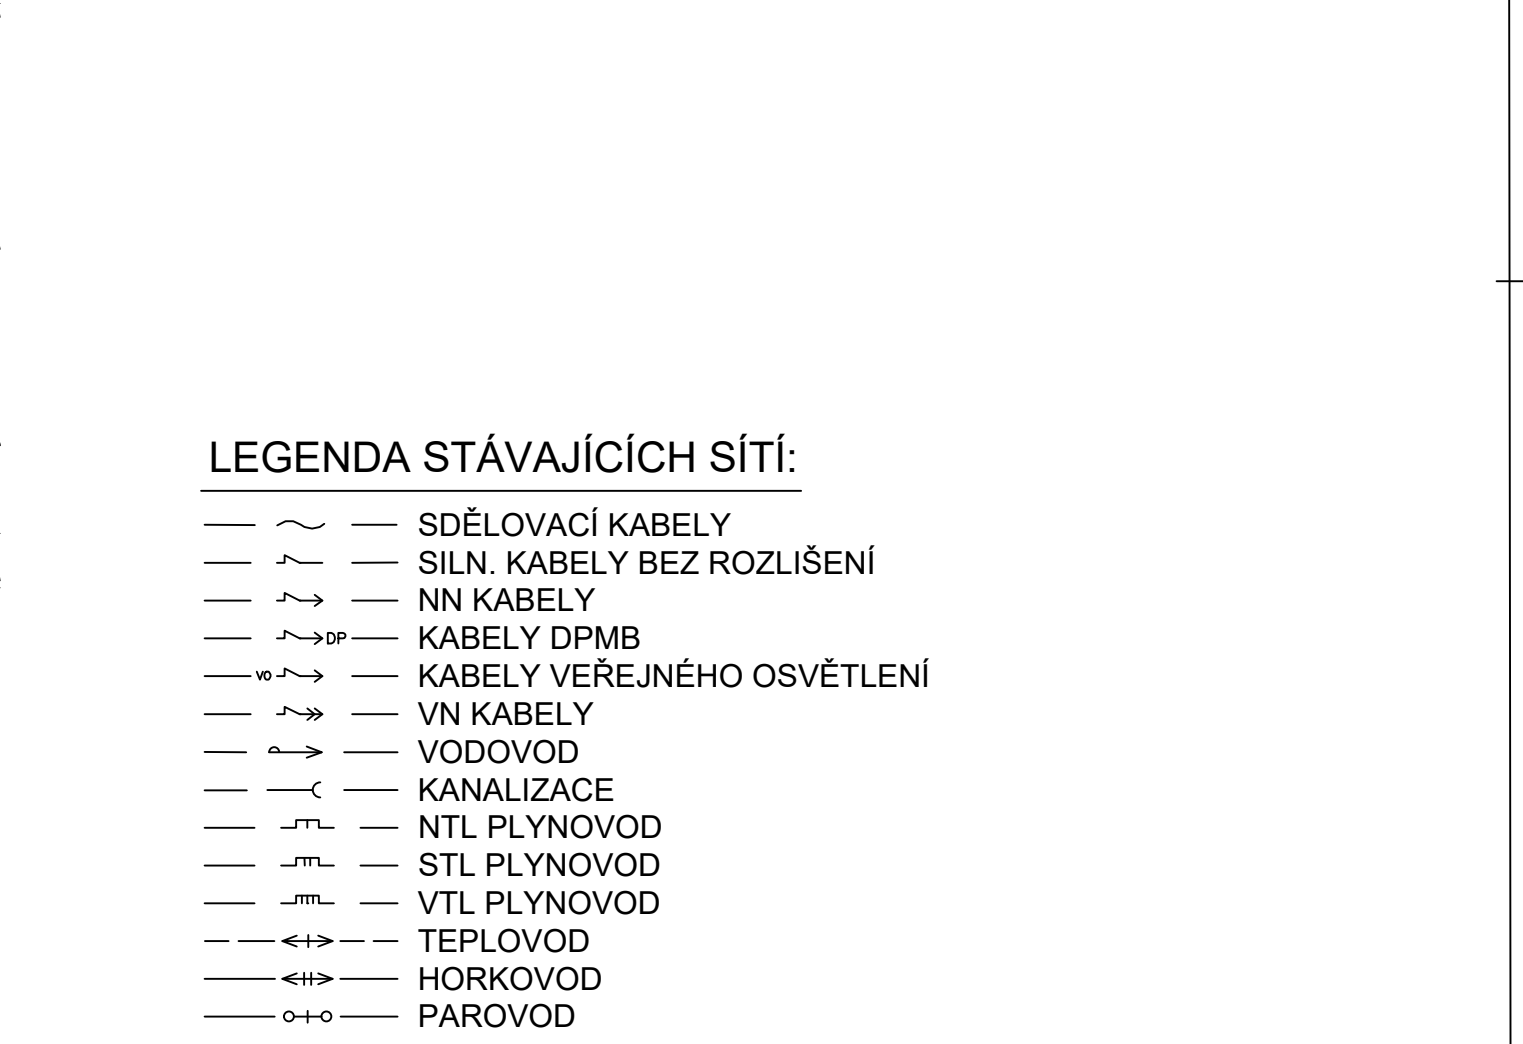 LEGENDA STÁVAJÍCÍCH SÍTÍ:
SDĚLOVACÍ KABELY
SILN. KABELY BEZ ROZLIŠENÍ
NN KABELY
DP KABELY DPMB
VO KABELY VEŘEJNÉHO OSVĚTLENÍ
VN KABELY
VODOVOD
KANALIZACE
NTL PLYNOVOD
STL PLYNOVOD
VTL PLYNOVOD
TEPLOVOD
HORKOVOD
PAROVOD